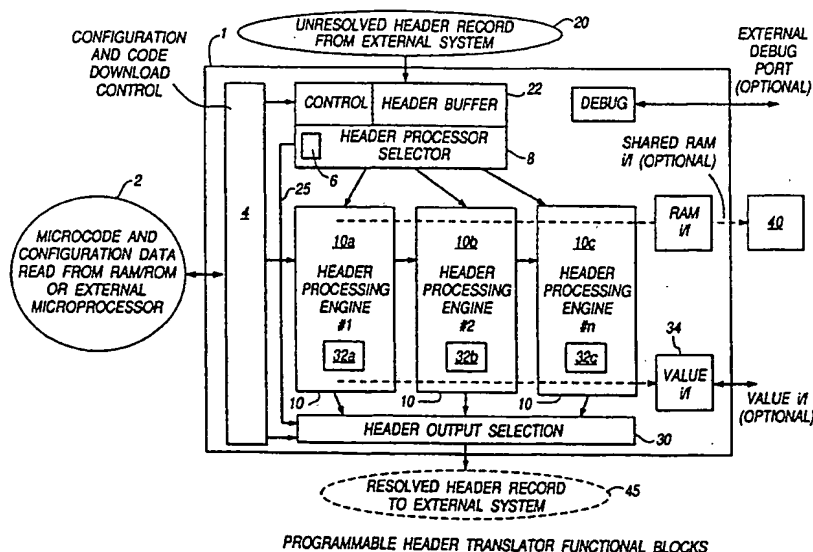 UNRESOLVED HEADER RECORD
FROM EXTERNAL SYSTEM
20
CONFIGURATION
AND CODE
DOWNLOAD
CONTROL
1
EXTERNAL
DEBUG
PORT
(OPTIONAL)
CONTROL
HEADER BUFFER
22
DEBUG
HEADER PROCESSOR
SELECTOR
8
6
SHARED RAM
I/I (OPTIONAL)
2
25
4
MICROCODE AND
CONFIGURATION DATA
READ FROM RAM/ROM
OR EXTERNAL
MICROPROCESSOR
10a
HEADER
PROCESSING
ENGINE
#1
32a
10b
HEADER
PROCESSING
ENGINE
#2
32b
10c
HEADER
PROCESSING
ENGINE
#n
32c
RAM
I/I
40
34
VALUE
I/I
VALUE I/I
(OPTIONAL)
10
10
10
HEADER OUTPUT SELECTION
30
RESOLVED HEADER RECORD
TO EXTERNAL SYSTEM
45
PROGRAMMABLE HEADER TRANSLATOR FUNCTIONAL BLOCKS